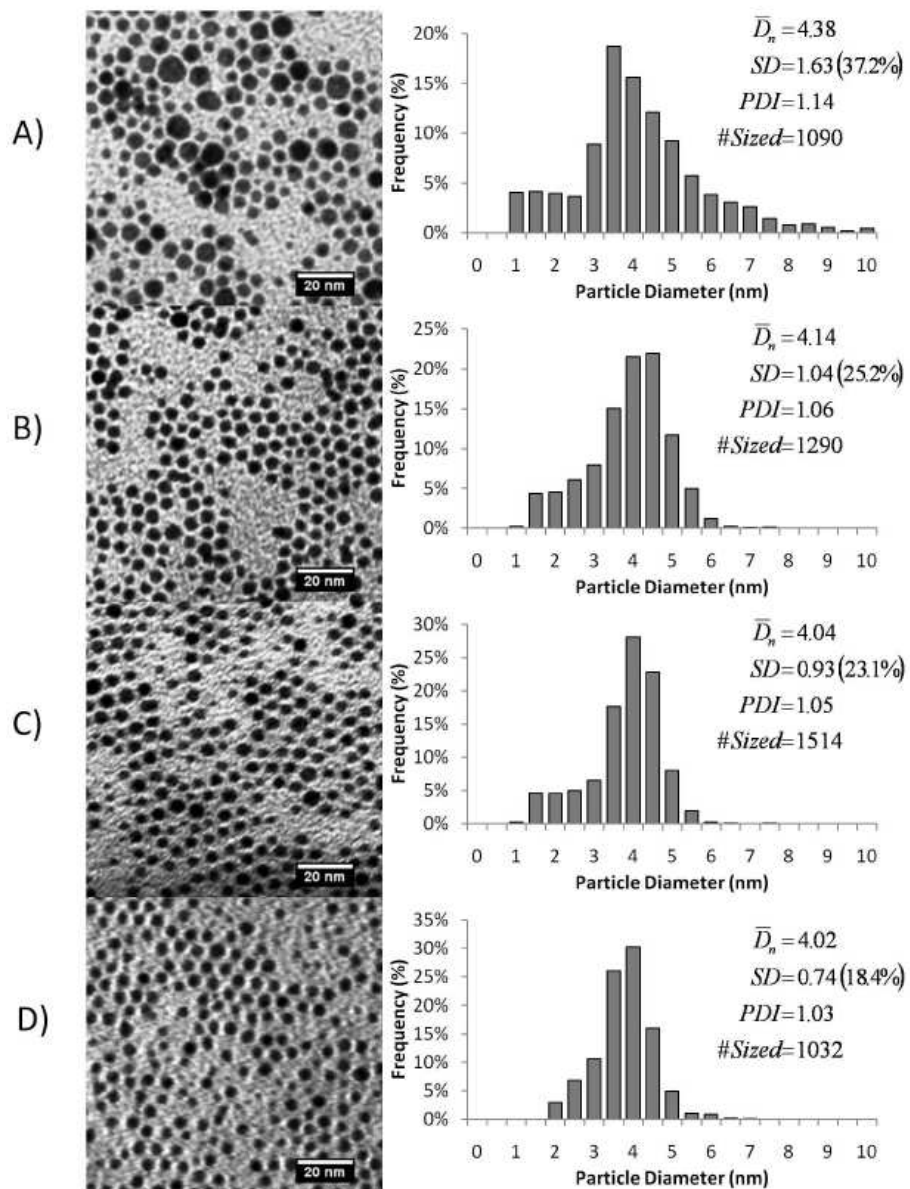 A)
20 nm
Frequency (%)
20%
15%
10%
5%
0%
0 1 2 3 4 5 6 7 8 9 10
Particle Diameter (nm)
D̅n = 4.38
SD=1.63(37.2%)
PDI=1.14
#Sized=1090
B)
20 nm
Frequency (%)
25%
20%
15%
10%
5%
0%
0 1 2 3 4 5 6 7 8 9 10
Particle Diameter (nm)
D̅n = 4.14
SD=1.04(25.2%)
PDI=1.06
#Sized=1290
C)
20 nm
Frequency (%)
30%
25%
20%
15%
10%
5%
0%
0 1 2 3 4 5 6 7 8 9 10
Particle Diameter (nm)
D̅n = 4.04
SD=0.93(23.1%)
PDI=1.05
#Sized=1514
D)
20 nm
Frequency (%)
35%
30%
25%
20%
15%
10%
5%
0%
0 1 2 3 4 5 6 7 8 9 10
Particle Diameter (nm)
D̅n = 4.02
SD=0.74(18.4%)
PDI=1.03
#Sized=1032